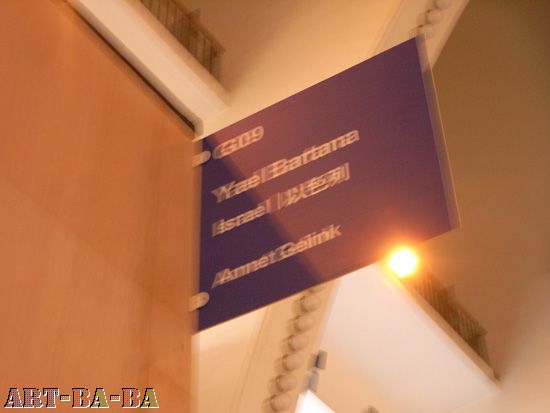 G09
Yael Bartana
Israel | 以色列
Annet Gelink
ART-BA-BA